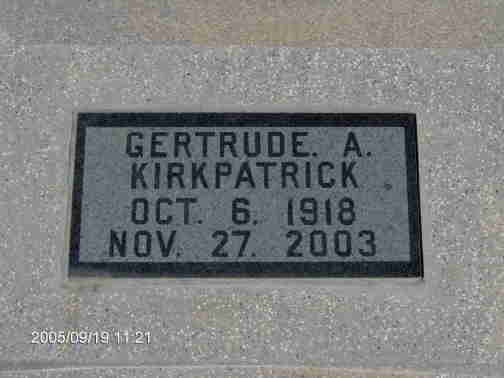 GERTRUDE. A.
KIRKPATRICK
OCT. 6. 1918
NOV. 27. 2003
2005/09/19 11:21